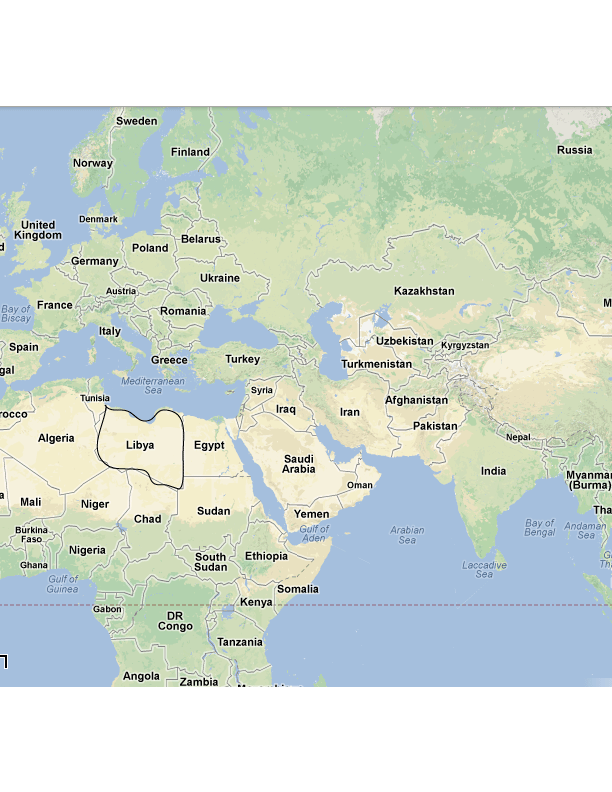 Sweden
Norway
Finland
Russia
Denmark
United
Kingdom
d
Belarus
Poland
Germany
Ukraine
Austria
Kazakhstan
France
Bay of
Biscay
Romania
M
Italy
Uzbekistan
Kyrgyzstan
Spain
Greece
Turkey
Turkmenistan
gal
Mediterranean
Sea
Syria
Tunisia
Afghanistan
Iraq
Iran
rocco
Pakistan
Algeria
Libya
Egypt
Nepal
Saudi
Arabia
India
Myanmar
(Burma)
Oman
a
Mali
Niger
Sudan
Yemen
Tha
Chad
Gulf of
Aden
Arabian
Sea
Bay of
Bengal
Andaman
Sea
Burkina
Faso
Nigeria
Ethiopia
South
Sudan
Ghana
Laccadive
Sea
G
Th
Gulf of
Guinea
Somalia
Kenya
Gabon
DR
Congo
Tanzania
Angola
Zambia